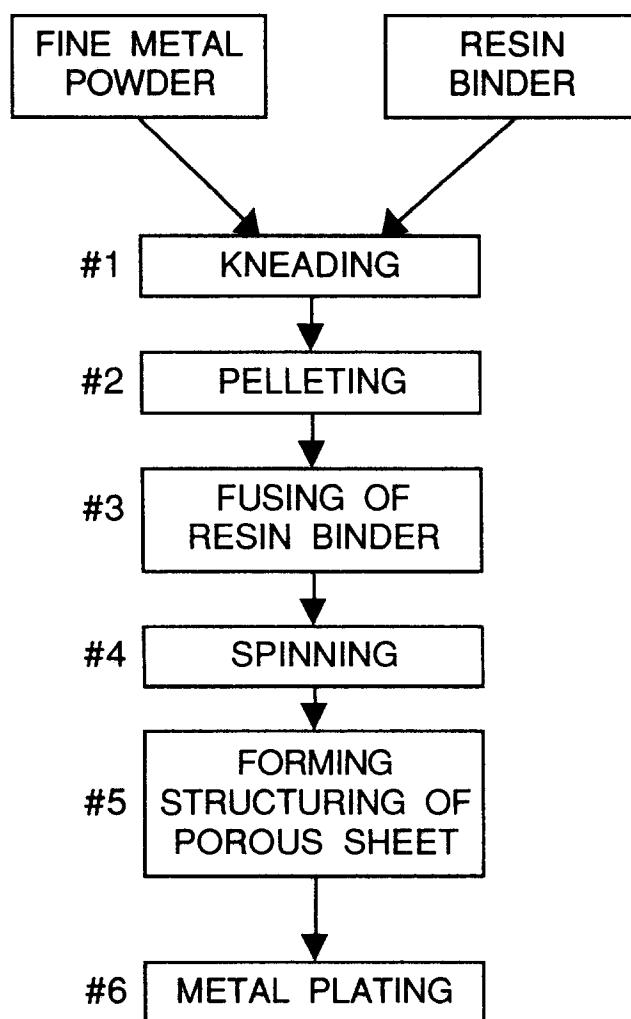 FINE METAL
POWDER
RESIN
BINDER
#1 KNEADING
#2 PELLETING
#3 FUSING OF
RESIN BINDER
#4 SPINNING
FORMING
#5 STRUCTURING OF
POROUS SHEET
#6 METAL PLATING